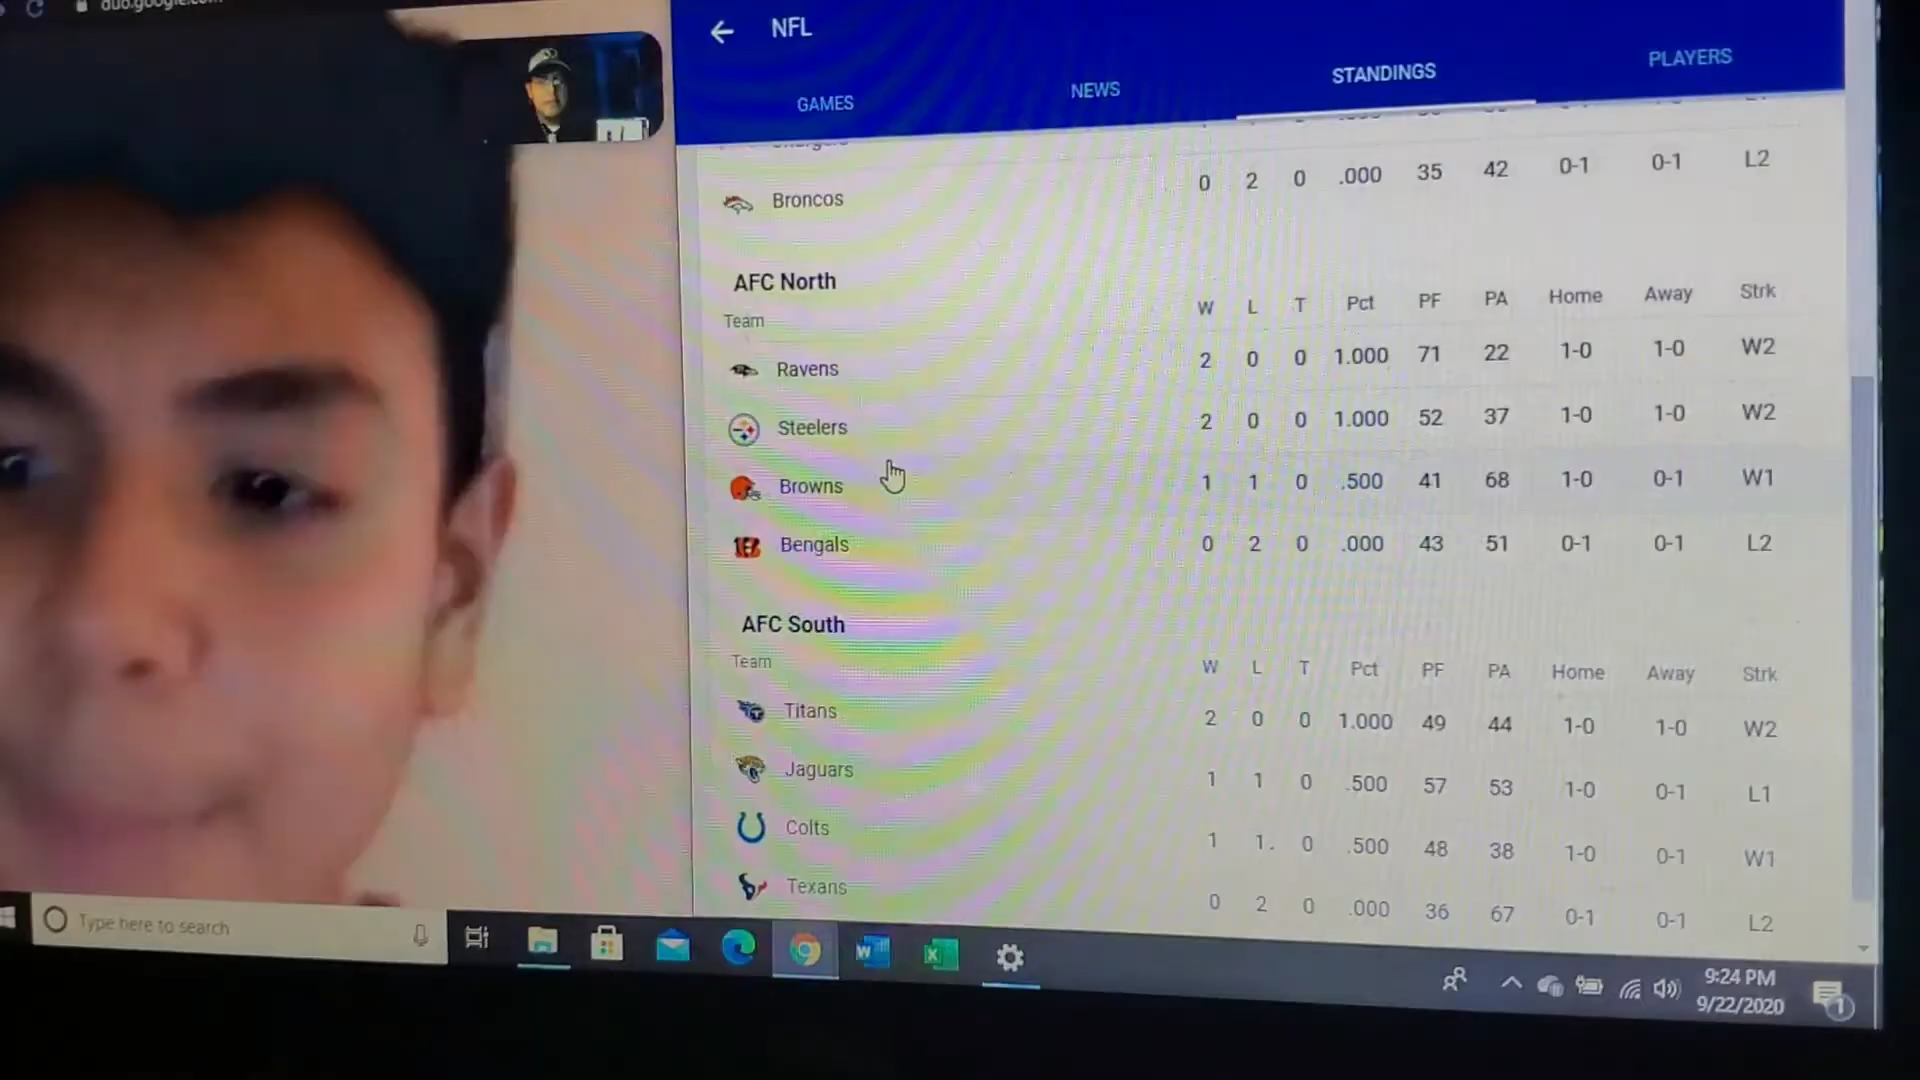 duo.google.com
NFL
GAMES NEWS STANDINGS PLAYERS
Broncos 0 2 0 .000 35 42 0-1 0-1 L2
AFC North
Team W L T Pct PF PA Home Away Strk
Ravens 2 0 0 1.000 71 22 1-0 1-0 W2
Steelers 2 0 0 1.000 52 37 1-0 1-0 W2
Browns 1 1 0 .500 41 68 1-0 0-1 W1
Bengals 0 2 0 .000 43 51 0-1 0-1 L2
AFC South
Team W L T Pct PF PA Home Away Strk
Titans 2 0 0 1.000 49 44 1-0 1-0 W2
Jaguars 1 1 0 .500 57 53 1-0 0-1 L1
Colts 1 1 0 .500 48 38 1-0 0-1 W1
Texans 0 2 0 .000 36 67 0-1 0-1 L2
Type here to search
9:24 PM
9/22/2020
1